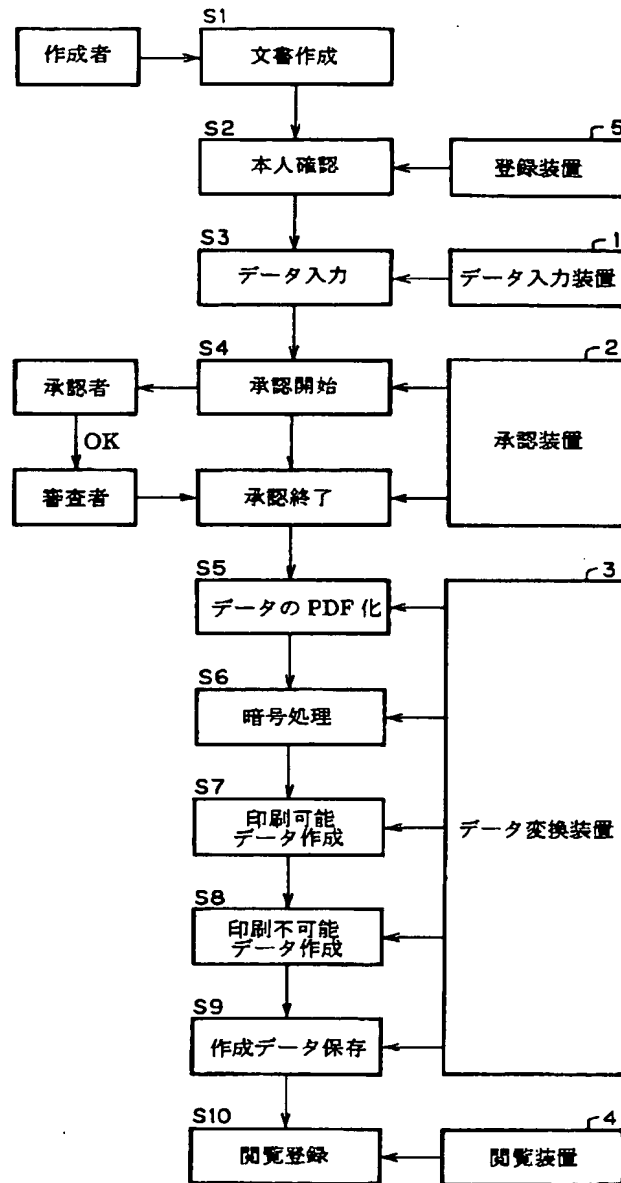 S1
作成者
文書作成
S2
5
本人確認
登録装置
S3
1
データ入力
データ入力装置
S4
2
承認者
承認開始
承認装置
OK
審査者
承認終了
S5
3
データのPDF化
S6
暗号処理
S7
印刷可能
データ作成
データ変換装置
S8
印刷不可能
データ作成
S9
作成データ保存
S10
4
閲覧登録
閲覧装置